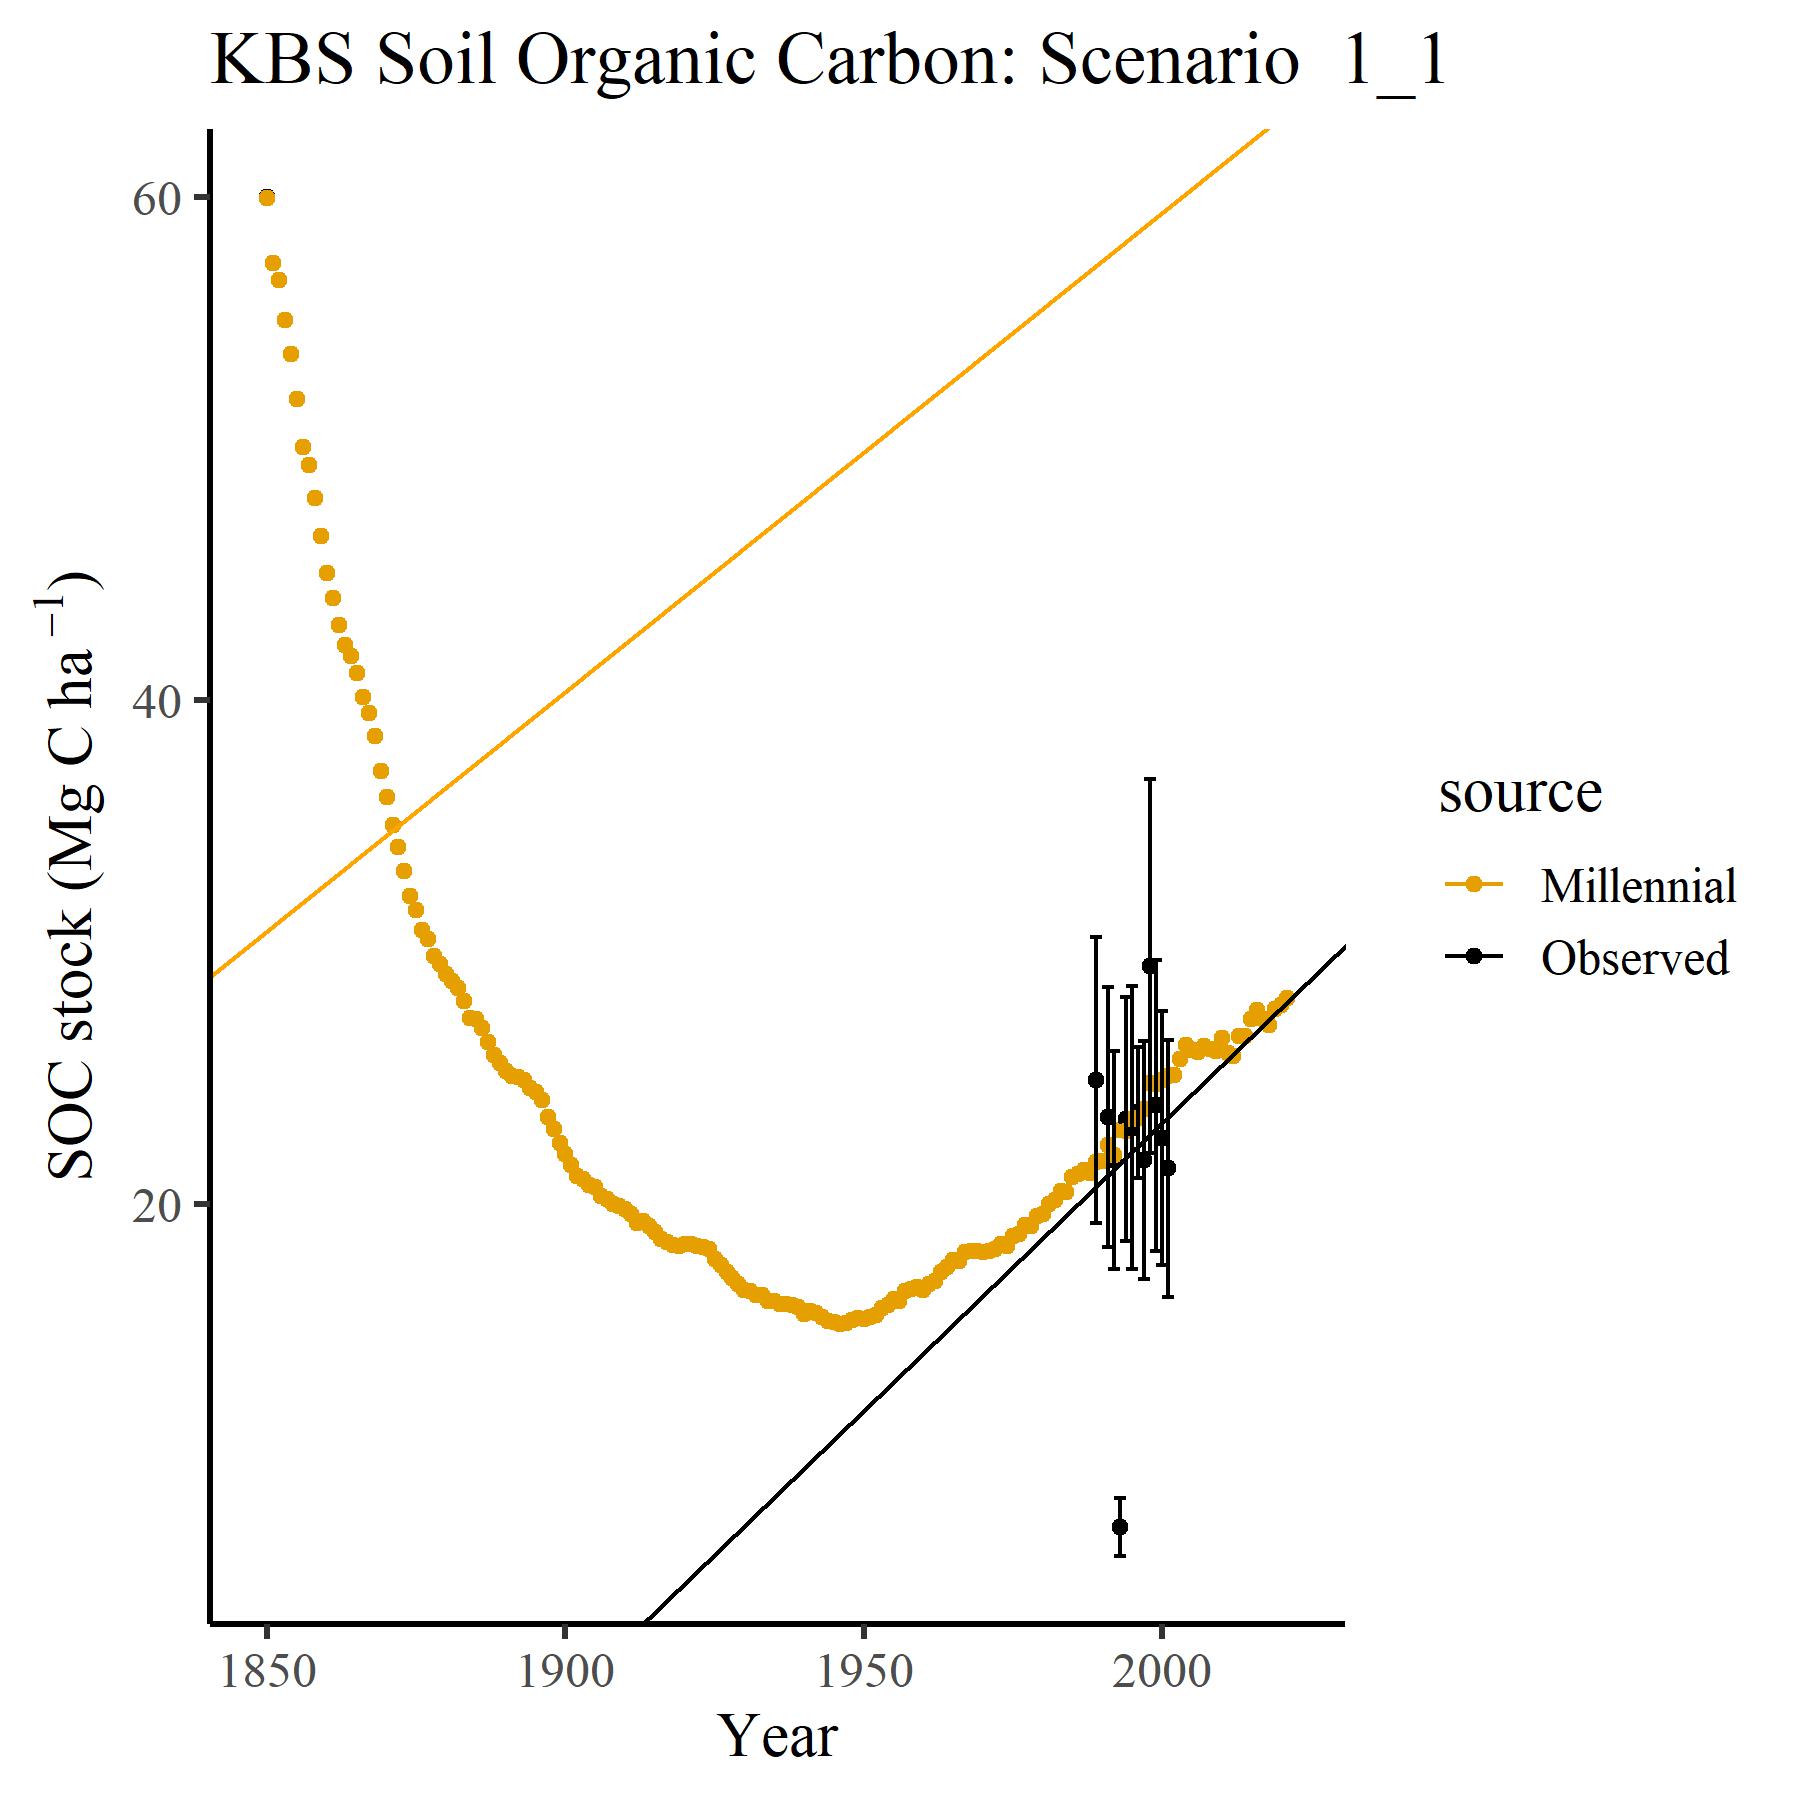 KBS Soil Organic Carbon: Scenario  1_1
SOC stock (Mg C ha −1)
60
40
20
1850 1900 1950 2000
Year
source
Millennial
Observed